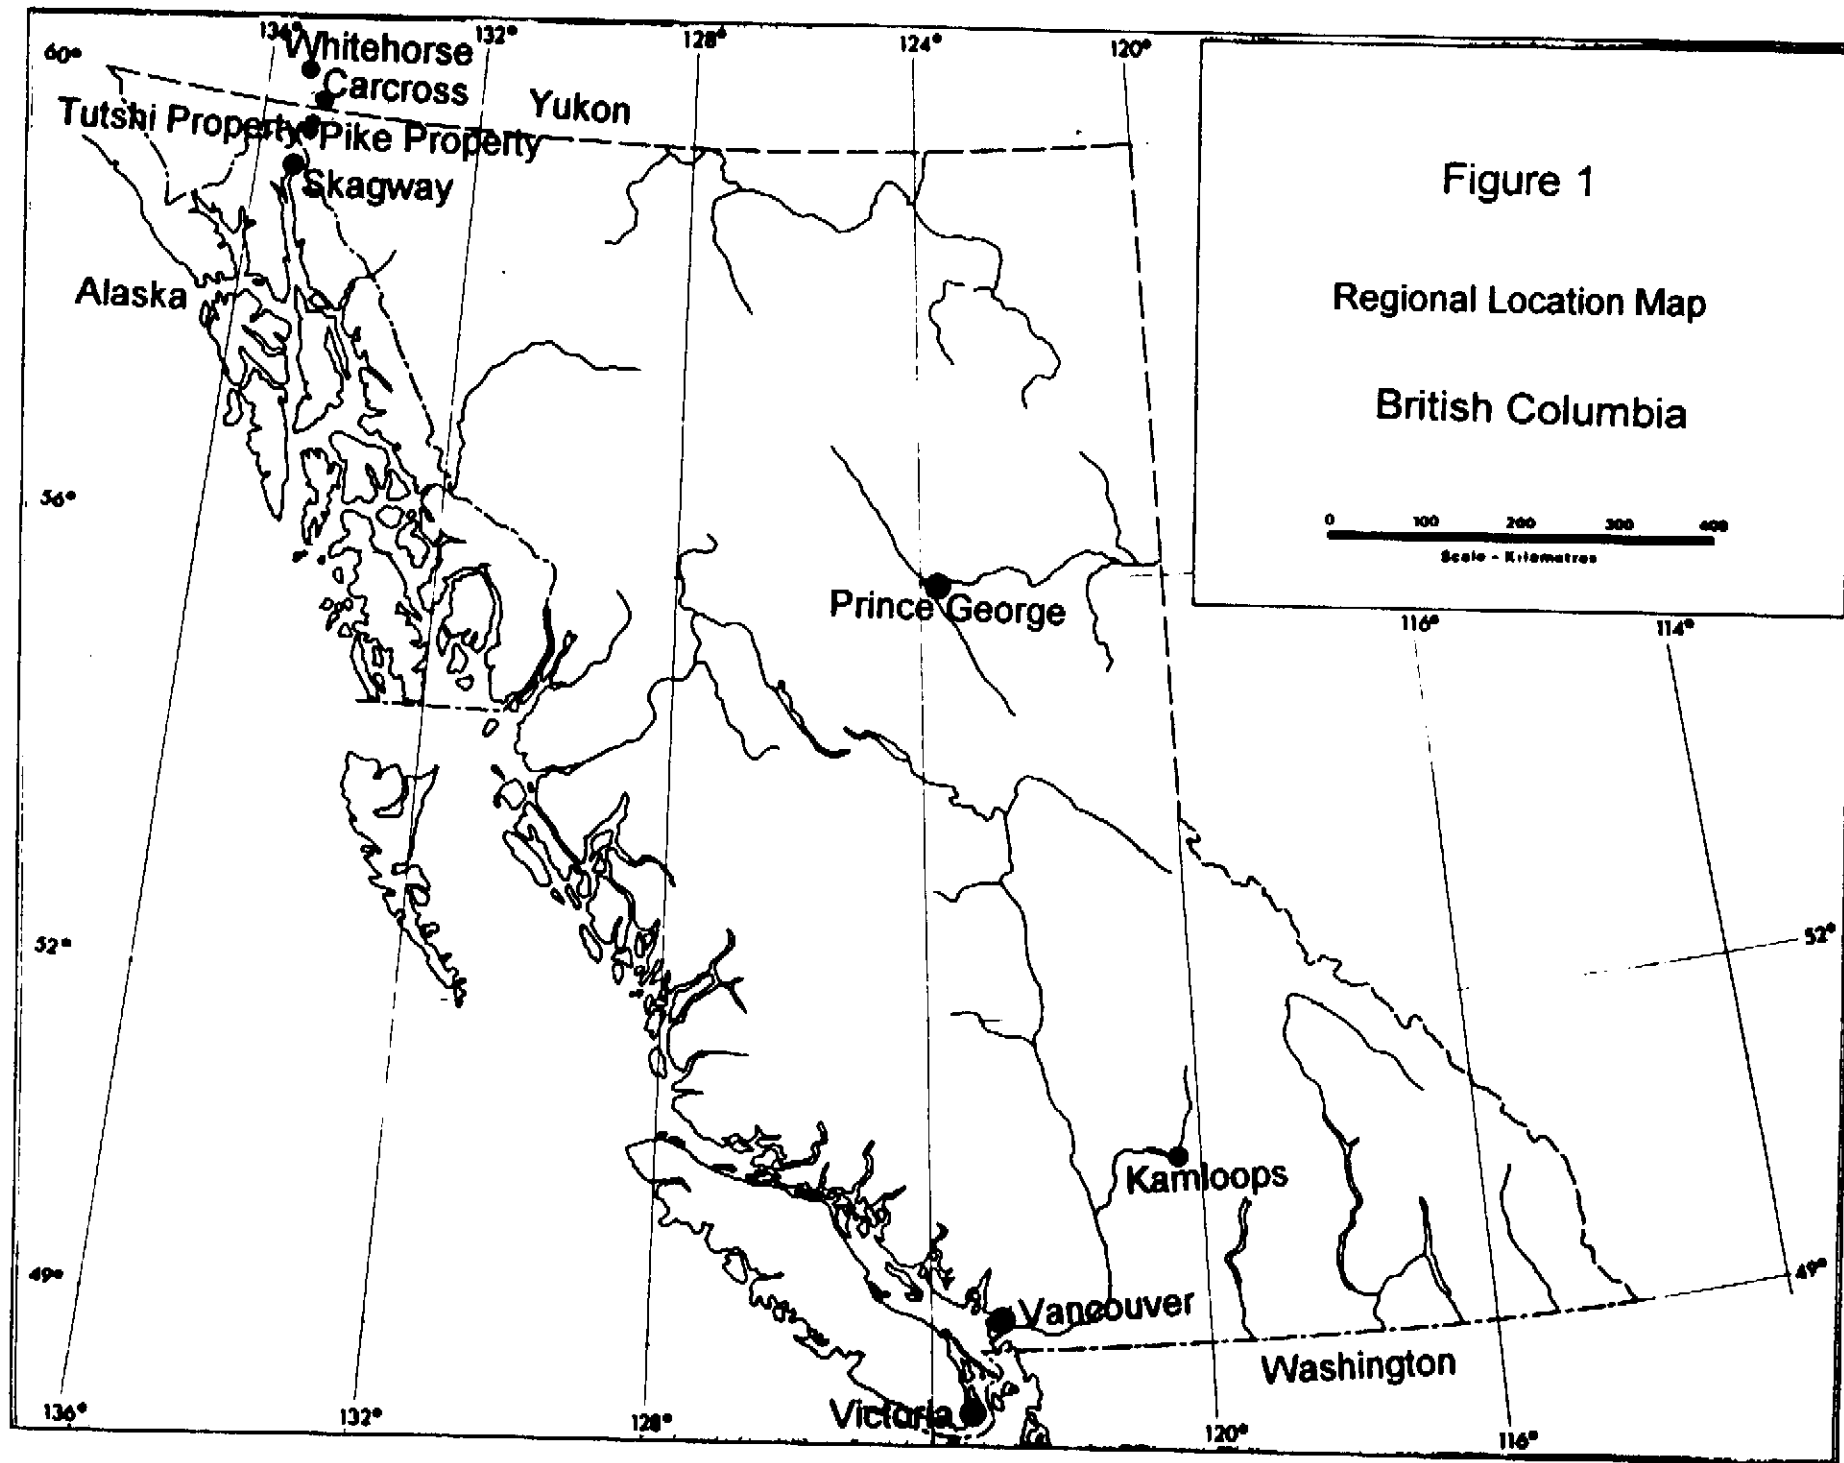 136° 132° 128° 124° 120°
60°
Whitehorse
Carcross
Yukon
Tutshi Property Pike Property
Skagway
Figure 1
Alaska
Regional Location Map
British Columbia
56°
0 100 200 300 400
Scale - Kilometres
Prince George
116° 114°
52° 52°
Kamloops
49° 49°
Vancouver
Washington
Victoria
136° 132° 128° 120° 116°